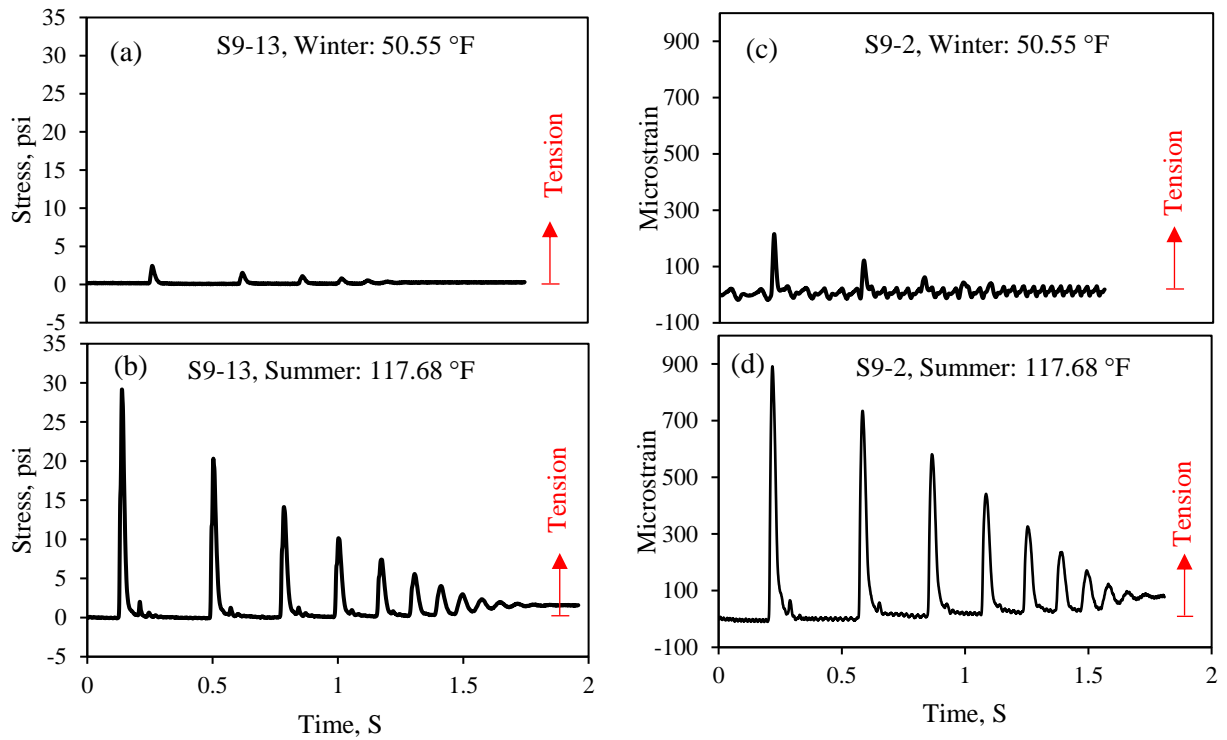 (a)
S9-13, Winter: 50.55 °F
Stress, psi
35
30
25
20
15
10
5
0
-5
Tension
(c)
S9-2, Winter: 50.55 °F
Microstrain
900
700
500
300
100
-100
Tension
(b)
S9-13, Summer: 117.68 °F
Stress, psi
35
30
25
20
15
10
5
0
-5
Tension
0
0.5
1
1.5
2
Time, S
(d)
S9-2, Summer: 117.68 °F
Microstrain
900
700
500
300
100
-100
Tension
0
0.5
1
1.5
2
Time, S